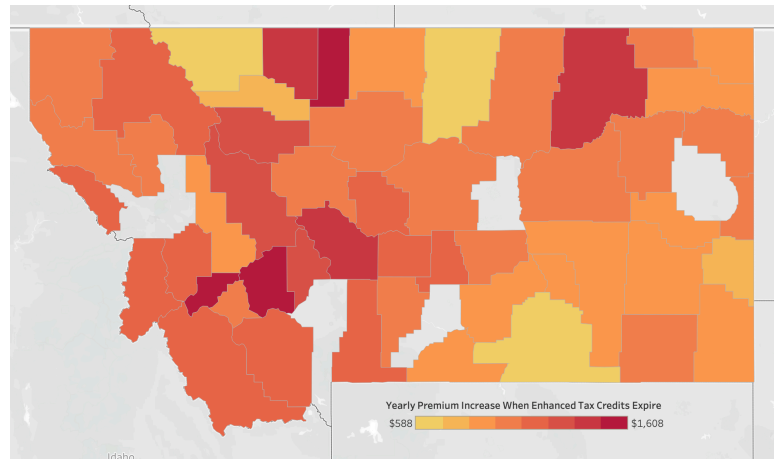 Yearly Premium Increase When Enhanced Tax Credits Expire
$588 $1,608
Idaho